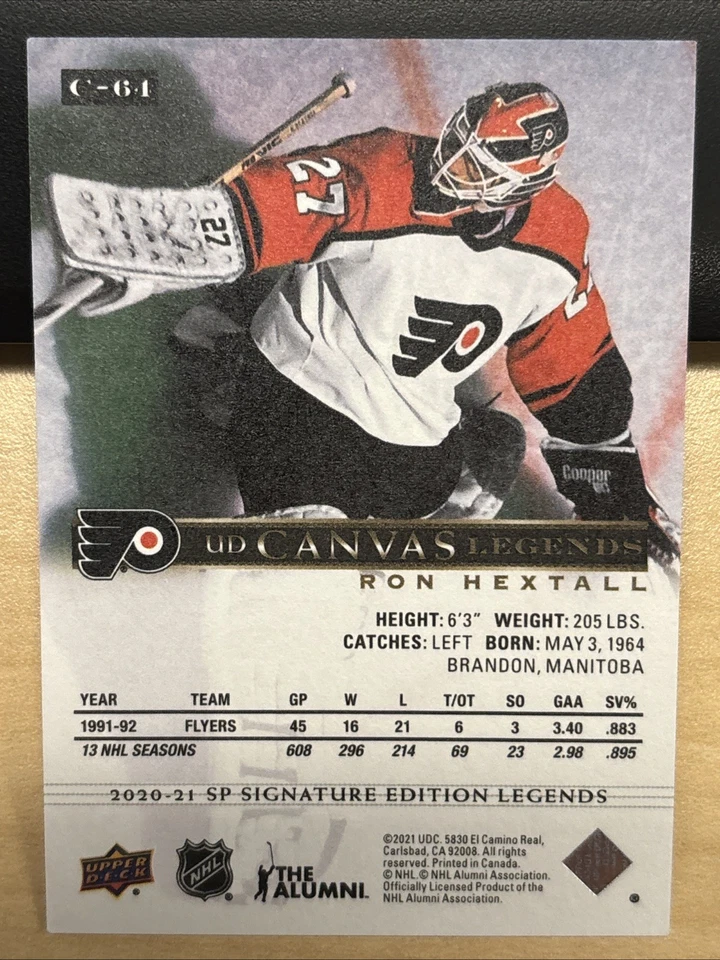 C-64
27
27
Cooper
UD CANVAS LEGENDS
RON HEXTALL
HEIGHT: 6'3" WEIGHT: 205 LBS.
CATCHES: LEFT BORN: MAY 3, 1964
BRANDON, MANITOBA
YEAR TEAM GP W L T/OT SO GAA SV%
1991-92 FLYERS 45 16 21 6 3 3.40 .883
13 NHL SEASONS 608 296 214 69 23 2.98 .895
2020-21 SP SIGNATURE EDITION LEGENDS
©2021 UDC. 5830 El Camino Real,
Carlsbad, CA 92008. All rights
reserved. Printed in Canada.
© NHL. © NHL Alumni Association.
Officially Licensed Product of the
NHL Alumni Association.
UPPER
DECK
NHL
THE
ALUMNI